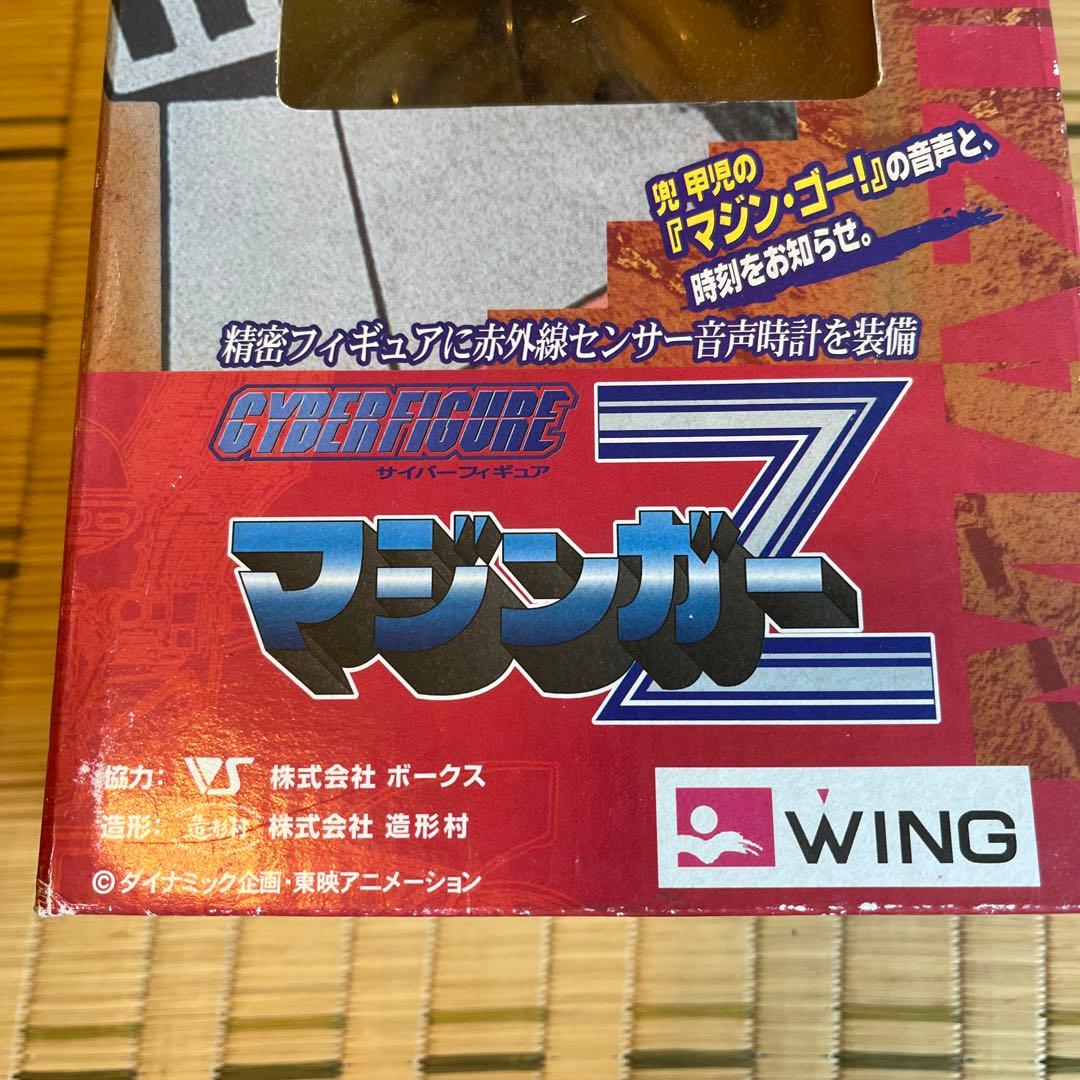 兜 甲児の
『マジン・ゴー!』の音声と、
時刻をお知らせ。
精密フィギュアに赤外線センサー音声時計を装備
CYBERFIGURE
サイバーフィギュア
マジンガーZ
協力: VS 株式会社 ボークス
造形: 造形村 株式会社 造形村
©ダイナミック企画・東映アニメーション
WING